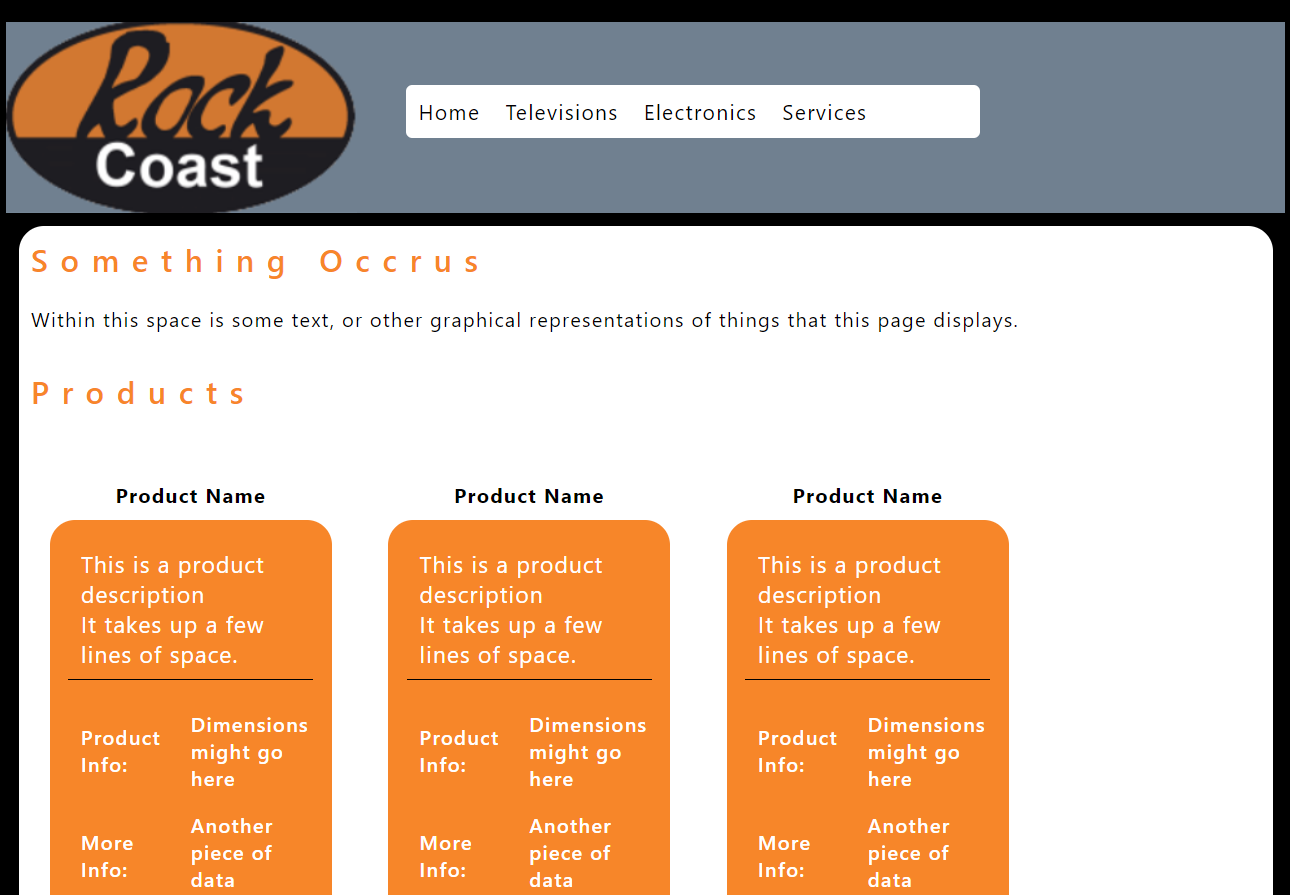 Rock
Coast
Home Televisions Electronics Services
Something Occrus
Within this space is some text, or other graphical representations of things that this page displays.
Products
Product Name Product Name Product Name
This is a product This is a product This is a product
description description description
It takes up a few It takes up a few It takes up a few
lines of space. lines of space. lines of space.
Product Info: Dimensions might go here Product Info: Dimensions might go here Product Info: Dimensions might go here
More Info: Another piece of data More Info: Another piece of data More Info: Another piece of data